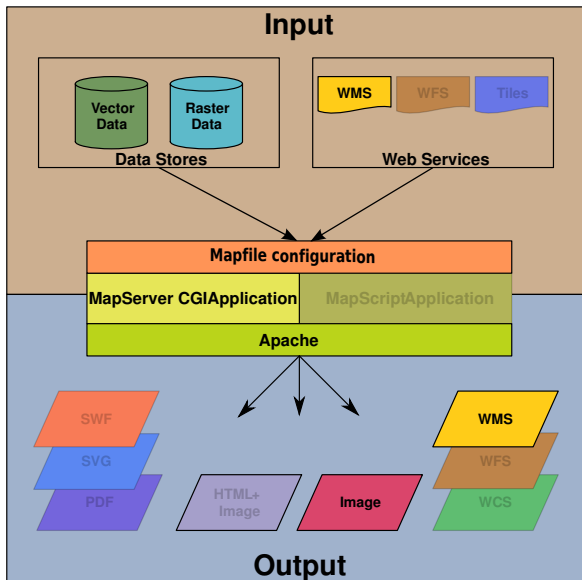 Input
Vector
Data
Raster
Data
Data Stores
WMS
WFS
Tiles
Web Services
Mapfile configuration
MapServer CGIApplication
MapScriptApplication
Apache
SWF
SVG
PDF
HTML+
Image
Image
WMS
WFS
WCS
Output